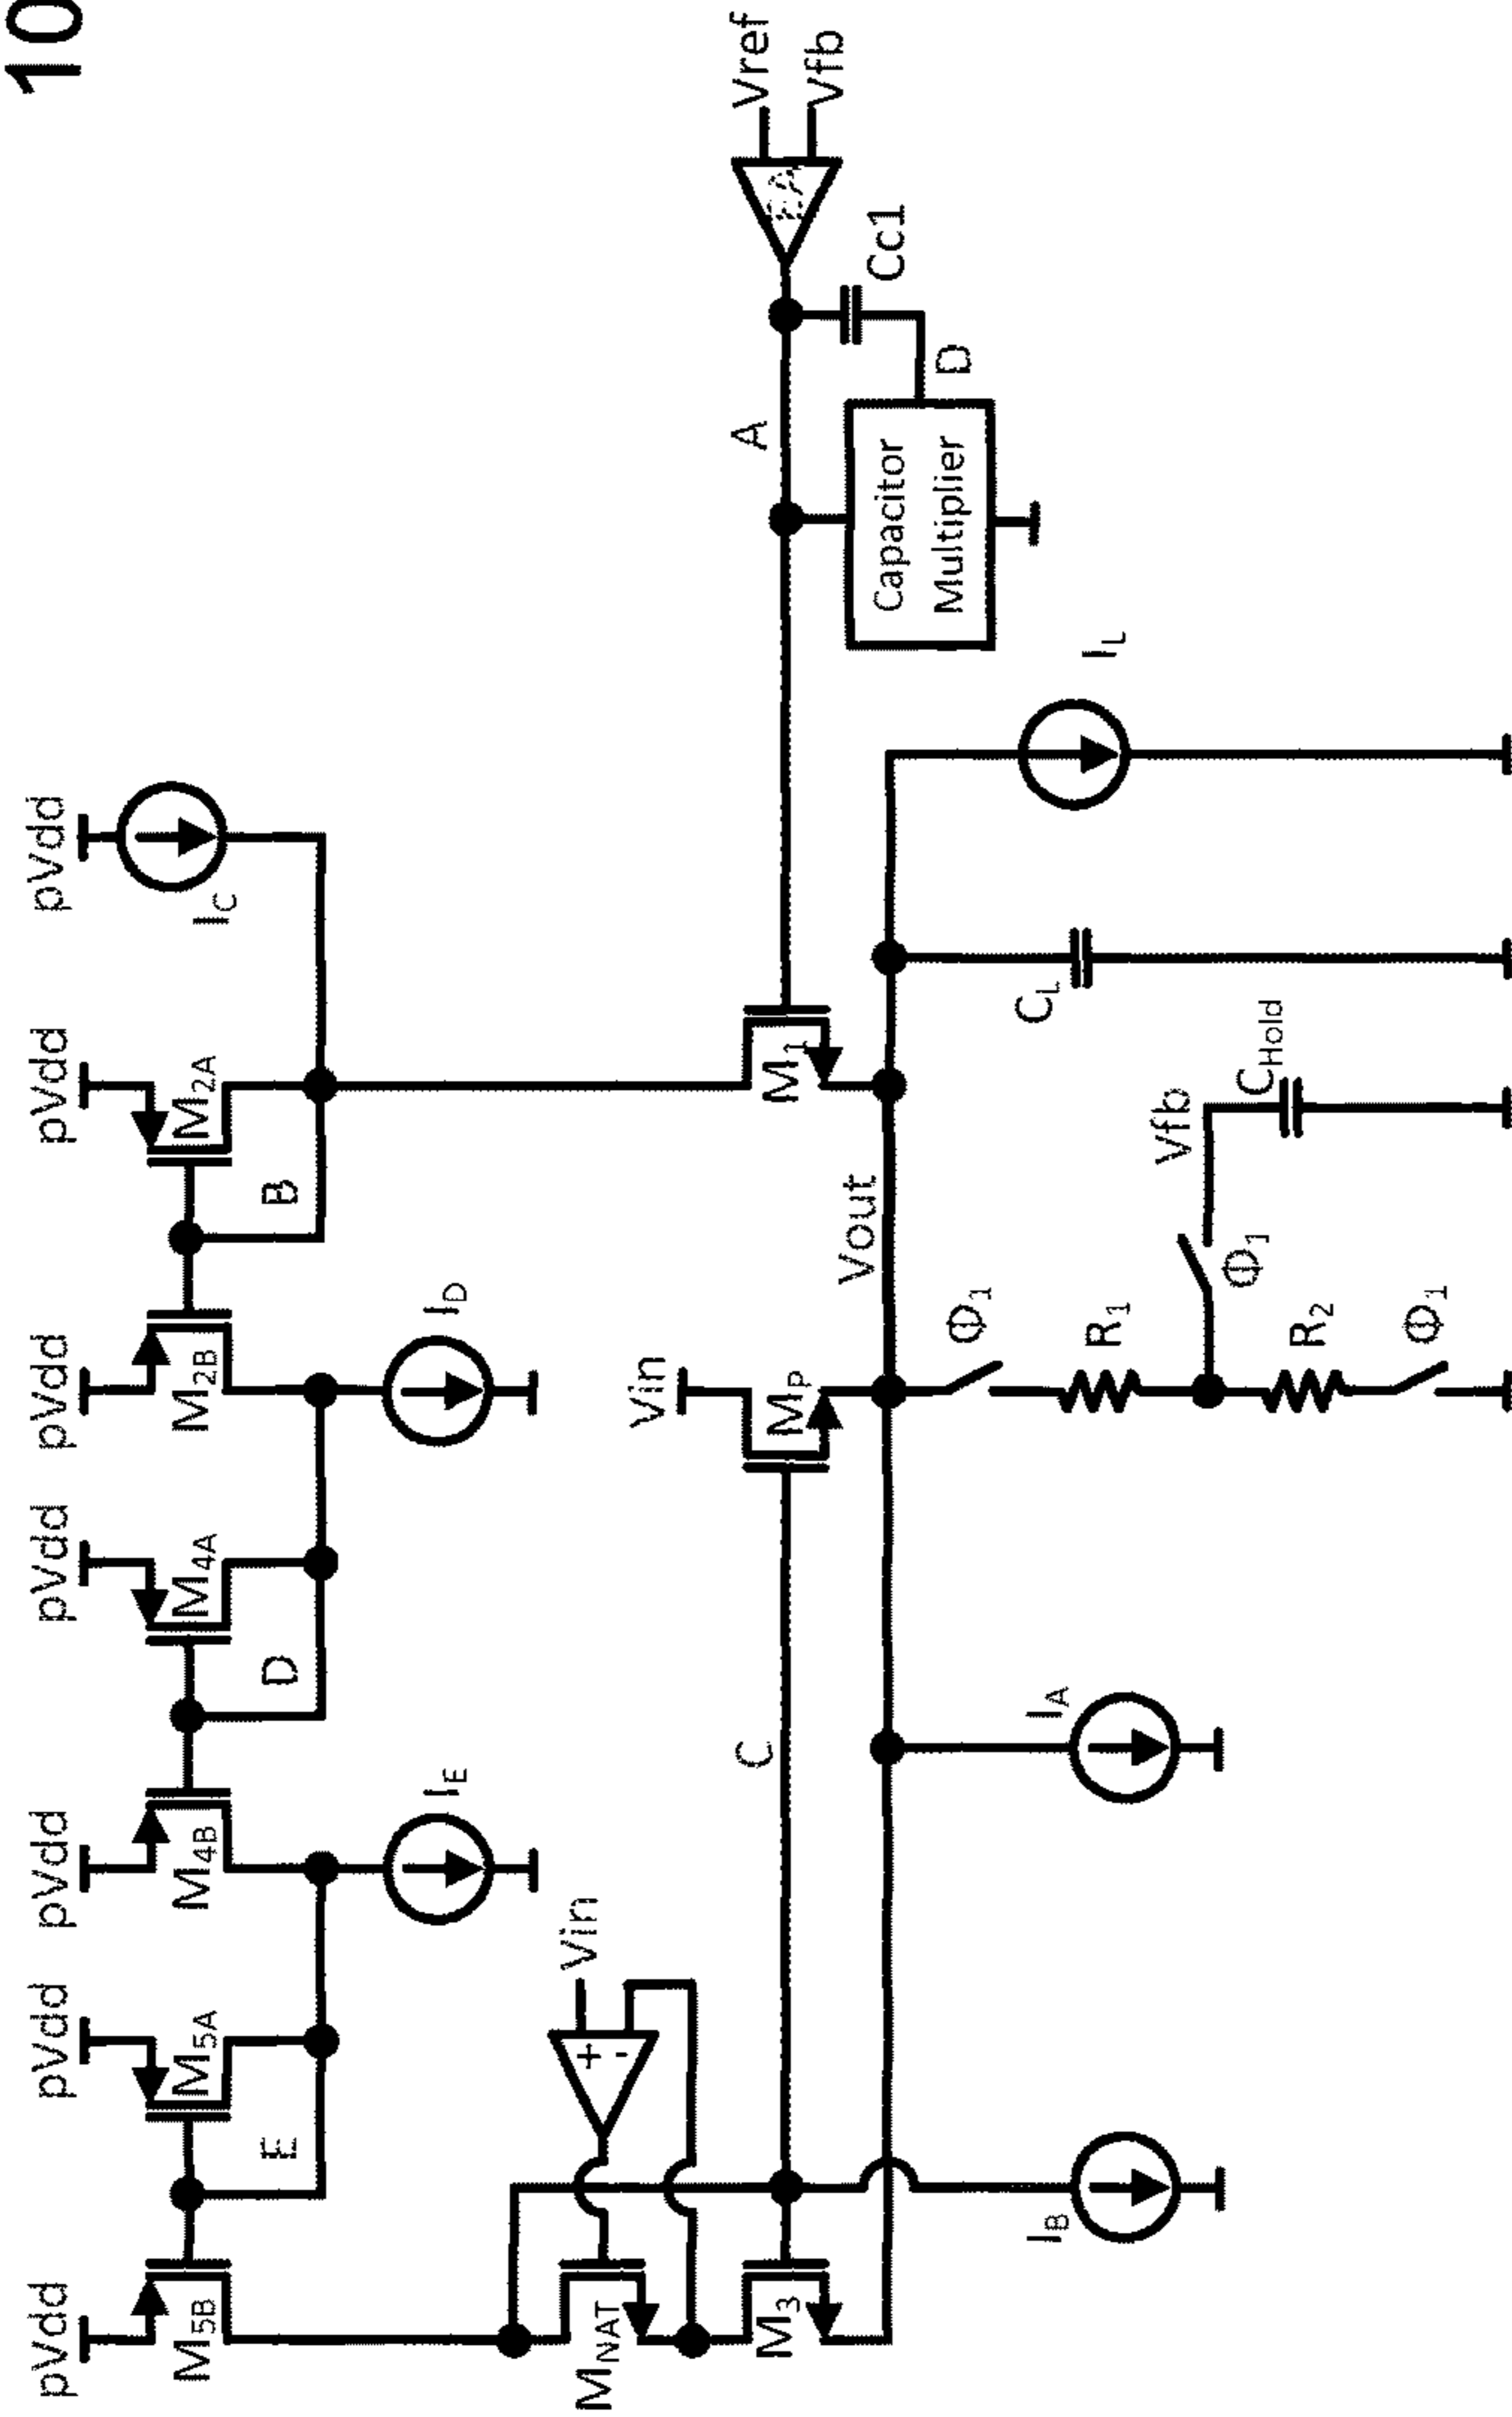 10
pVdd
pVdd
pVdd
pVdd
pVdd
pVdd
pVdd
M5B
M5A
M4B
M4A
M2B
M2A
IC
E
D
B
IE
ID
MNAT
Vin
+
-
Vin
C
A
Vref
Vfb
M3
MP
M1
Vout
Cc1
Capacitor
Multiplier
D
Φ1
IB
IA
CL
IL
R1
Vfb
Φ1
CHold
R2
Φ1